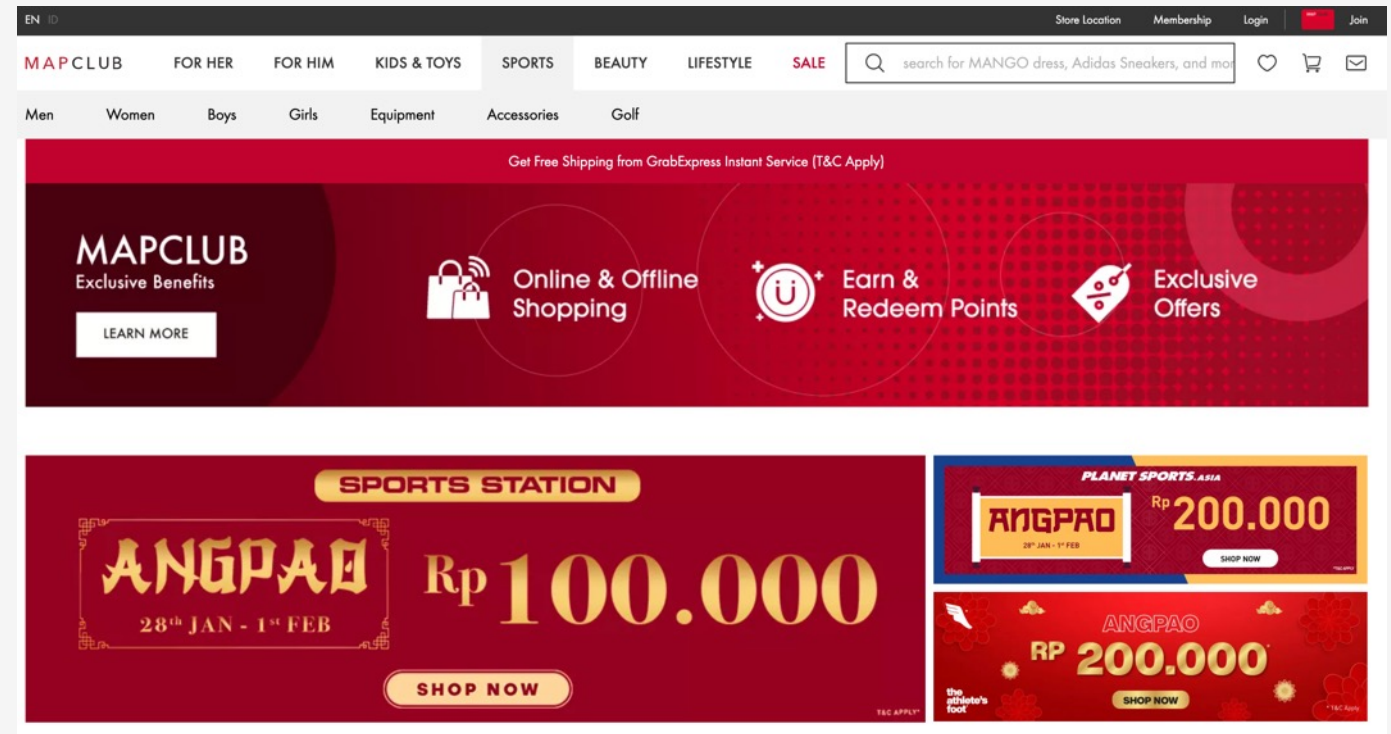 EN ID
Store Location Membership Login Join
MAPCLUB FOR HER FOR HIM KIDS & TOYS SPORTS BEAUTY LIFESTYLE SALE search for MANGO dress, Adidas Sneakers, and mor
Men Women Boys Girls Equipment Accessories Golf
Get Free Shipping from GrabExpress Instant Service (T&C Apply)
MAPCLUB
Exclusive Benefits
LEARN MORE
Online & Offline
Shopping
Earn &
Redeem Points
Exclusive
Offers
SPORTS STATION
ANGPAO
28th JAN - 1st FEB
Rp 100.000
SHOP NOW
T&C APPLY*
PLANET SPORTS.ASIA
ANGPAO
28th JAN - 1st FEB
Rp 200.000
SHOP NOW
ANGPAO
RP 200.000*
SHOP NOW
the
athlete's
foot
* T&C Apply